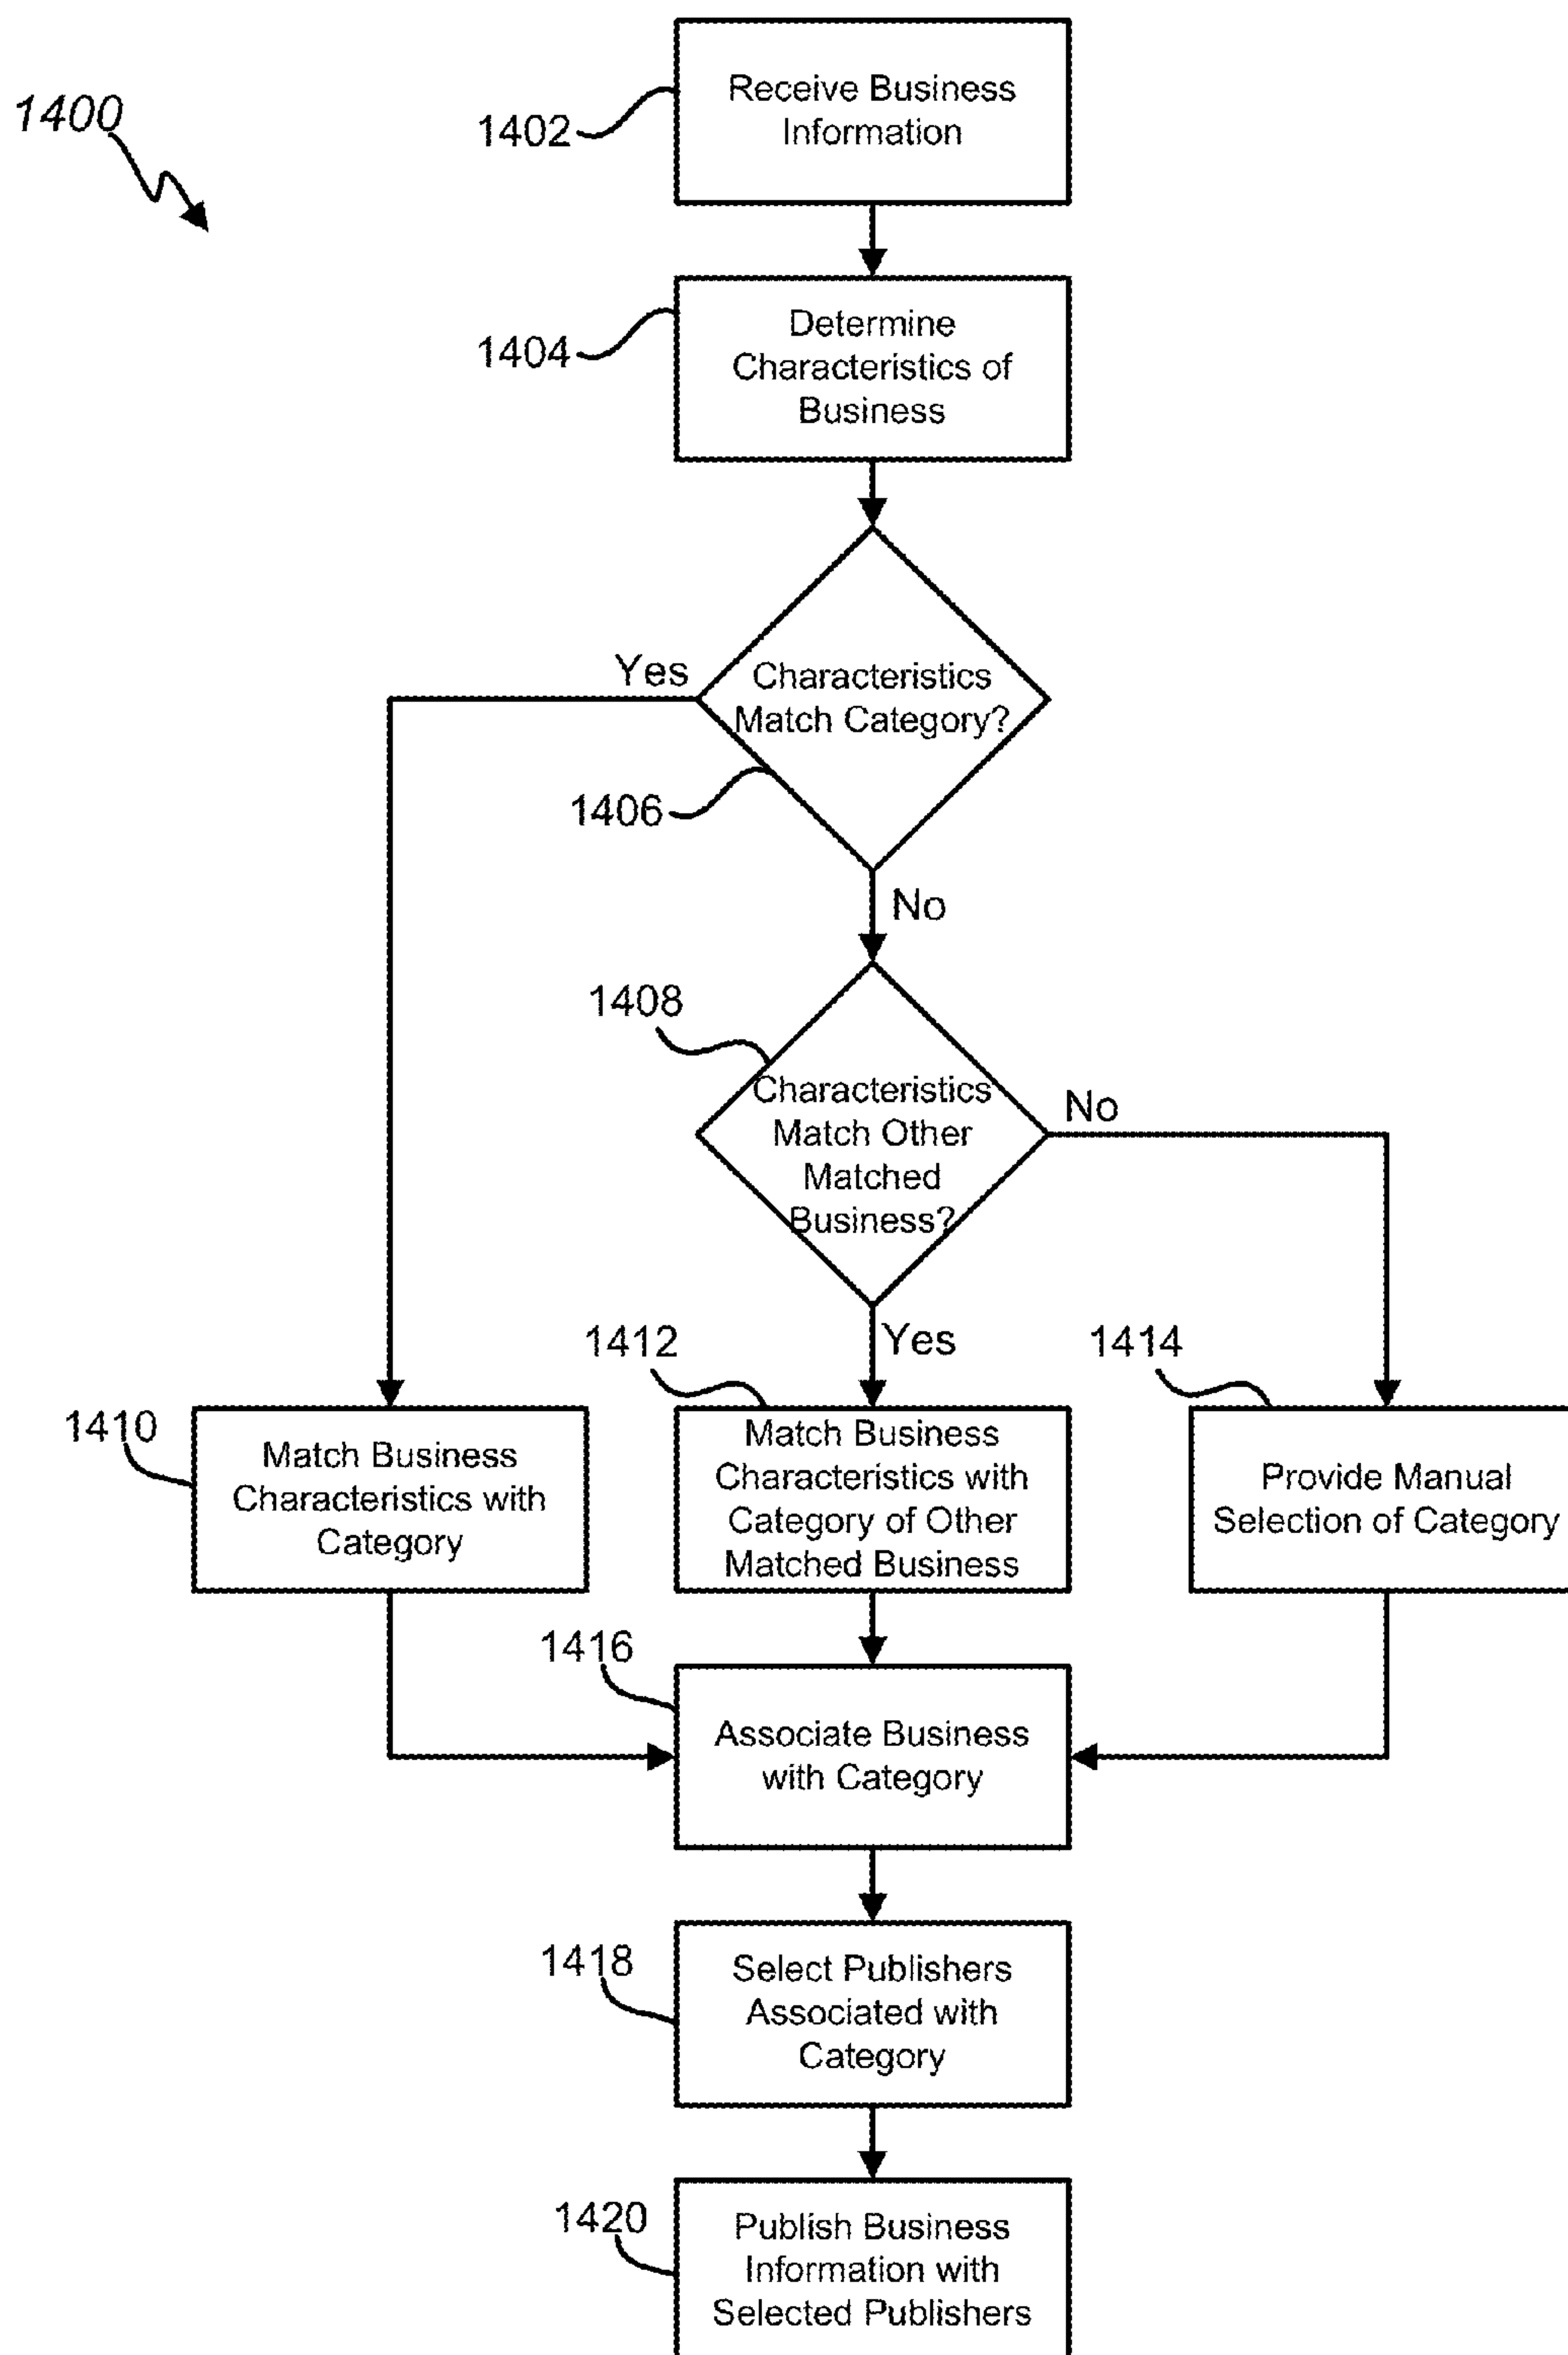 1400
1402
Receive Business
Information
1404
Determine
Characteristics of
Business
Yes
Characteristics
Match Category?
1406
No
1408
Characteristics
Match Other
Matched
Business?
No
Yes
1410
Match Business
Characteristics with
Category
1412
Match Business
Characteristics with
Category of Other
Matched Business
1414
Provide Manual
Selection of Category
1416
Associate Business
with Category
1418
Select Publishers
Associated with
Category
1420
Publish Business
Information with
Selected Publishers